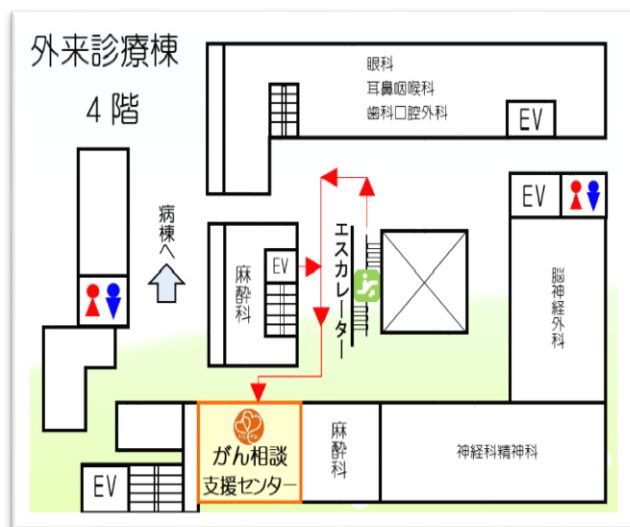 外来診療棟
4階
眼科
耳鼻咽喉科
歯科口腔外科
EV
EV
病棟へ
麻酔科
EV
エスカレーター
脳神経外科
がん相談
支援センター
麻酔科
神経科精神科
EV